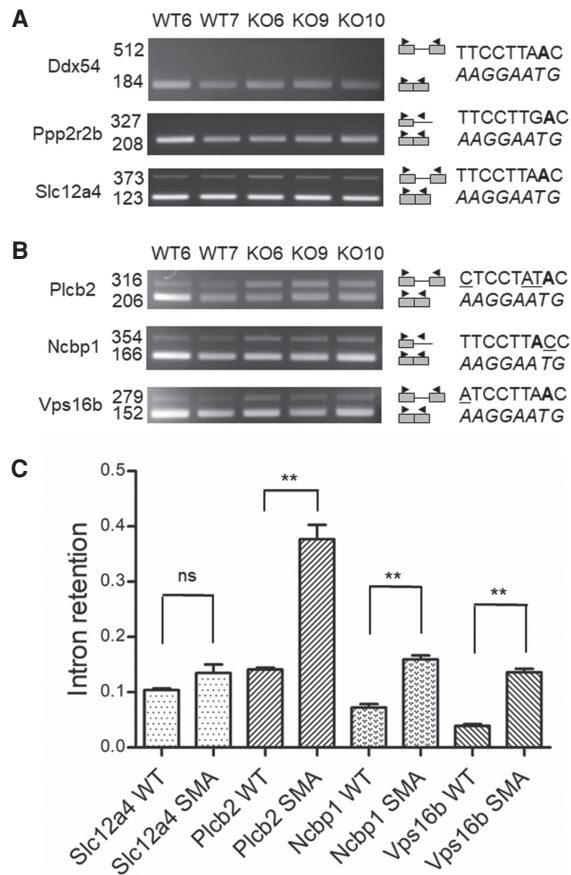 A
WT6 WT7 KO6 KO9 KO10
Ddx54
512
184
TTCCTTAAC
AAGGAATG
Ppp2r2b
327
208
TTCCTTGAC
AAGGAATG
Slc12a4
373
123
TTCCTTAAC
AAGGAATG
B
WT6 WT7 KO6 KO9 KO10
Plcb2
316
206
CTCCTATAC
AAGGAATG
Ncbp1
354
166
TTCCTTACC
AAGGAATG
Vps16b
279
152
ATCCTTAAC
AAGGAATG
C
Intron retention
0.5
0.4
0.3
0.2
0.1
0.0
ns
**
**
**
Slc12a4 WT
Slc12a4 SMA
Plcb2 WT
Plcb2 SMA
Ncbp1 WT
Ncbp1 SMA
Vps16b WT
Vps16b SMA